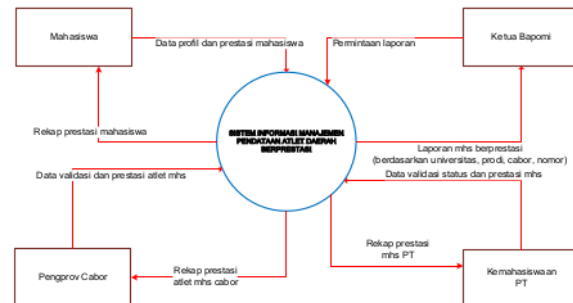 Mahasiswa
Data profil dan prestasi mahasiswa
Permintaan laporan
Ketua Bapomi
Rekap prestasi mahasiswa
SISTEM INFORMASI MANAJEMEN
PENDATAAN ATLET DAERAH
BERPRESTASI
Laporan mhs berprestasi
(berdasarkan universitas, prodi, cabor, nomor)
Data validasi dan prestasi atlet mhs
Data validasi status dan prestasi mhs
Pengprov Cabor
Rekap prestasi
atlet mhs cabor
Rekap prestasi
mhs PT
Kemahasiswaan
PT